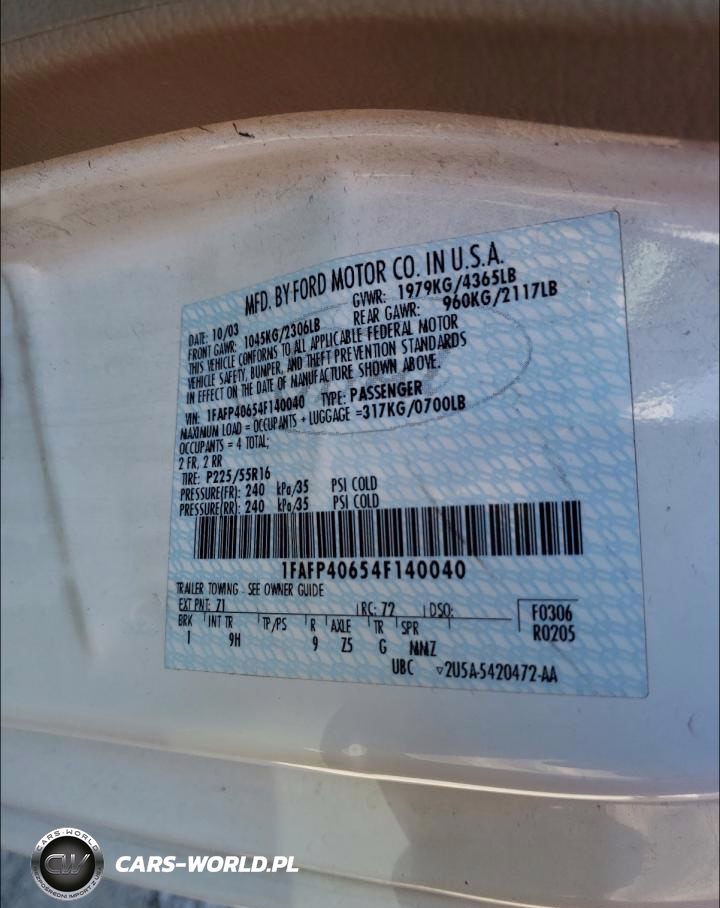 MFD. BY FORD MOTOR CO. IN U.S.A.
DATE: 10/03 GVWR: 1979KG/4365LB
FRONT GAWR: 1045KG/2306LB REAR GAWR: 960KG/2117LB
THIS VEHICLE CONFORMS TO ALL APPLICABLE FEDERAL MOTOR
VEHICLE SAFETY, BUMPER, AND THEFT PREVENTION STANDARDS
IN EFFECT ON THE DATE OF MANUFACTURE SHOWN ABOVE.
VIN: 1FAFP40654F140040 TYPE: PASSENGER
MAXIMUM LOAD = OCCUPANTS + LUGGAGE =317KG/0700LB
OCCUPANTS = 4 TOTAL;
2 FR, 2 RR
TIRE: P225/55R16
PRESSURE(FR): 240 kPa/35 PSI COLD
PRESSURE(RR): 240 kPa/35 PSI COLD
1FAFP40654F140040
TRAILER TOWING - SEE OWNER GUIDE
EXT PNT: Z1 RC: 72 DSO: F0306
BRK INT TR TP/PS R AXLE TR SPR R0205
I 9H 9 Z5 G MMZ
UBC ▽2U5A-5420472-AA
CARS-WORLD
CW
CARS-WORLD.PL